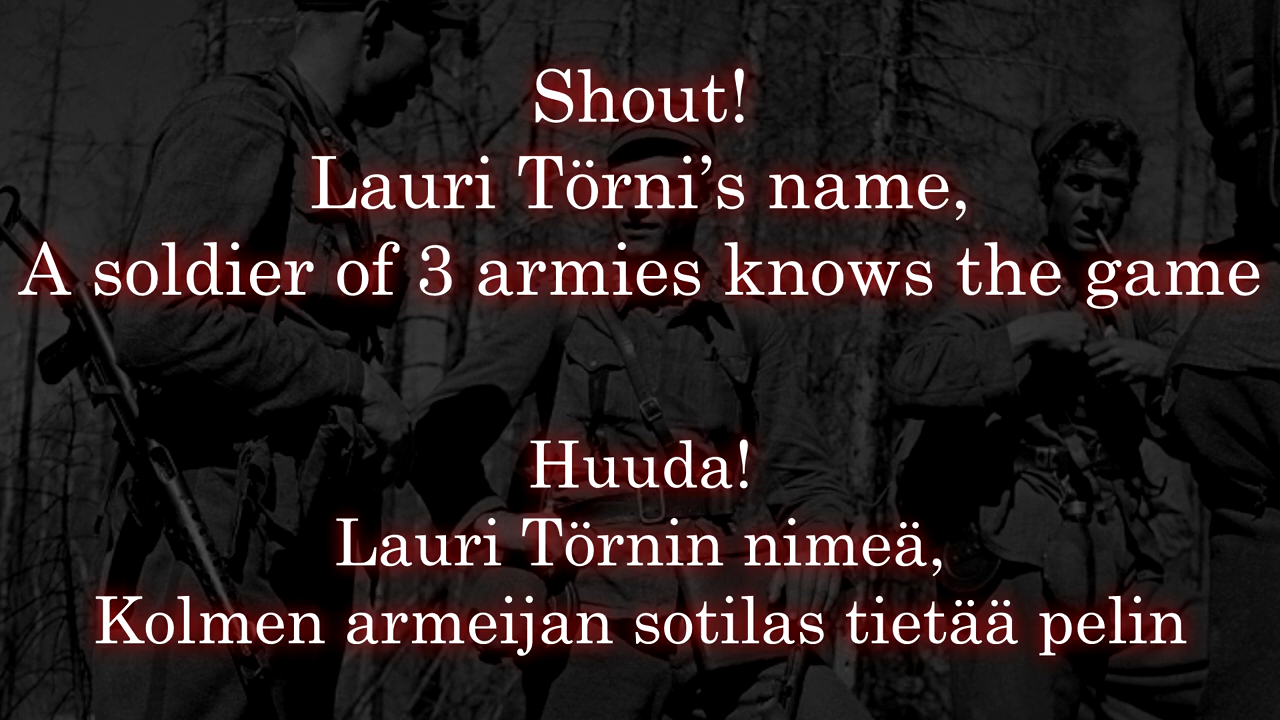 Shout!
Lauri Törni’s name,
A soldier of 3 armies knows the game
Huuda!
Lauri Törnin nimeä,
Kolmen armeijan sotilas tietää pelin